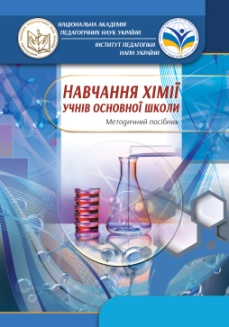 НАЦІОНАЛЬНА АКАДЕМІЯ
ПЕДАГОГІЧНИХ НАУК УКРАЇНИ
ІНСТИТУТ ПЕДАГОГІКИ
НАПН УКРАЇНИ
НАВЧАННЯ ХІМІЇ
УЧНІВ ОСНОВНОЇ ШКОЛИ
Методичний посібник